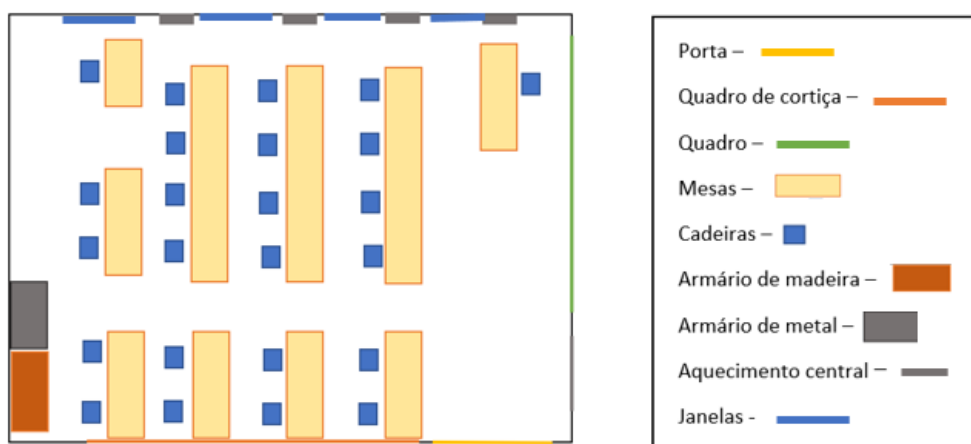 Porta –
Quadro de cortiça –
Quadro –
Mesas –
Cadeiras –
Armário de madeira –
Armário de metal –
Aquecimento central –
Janelas -